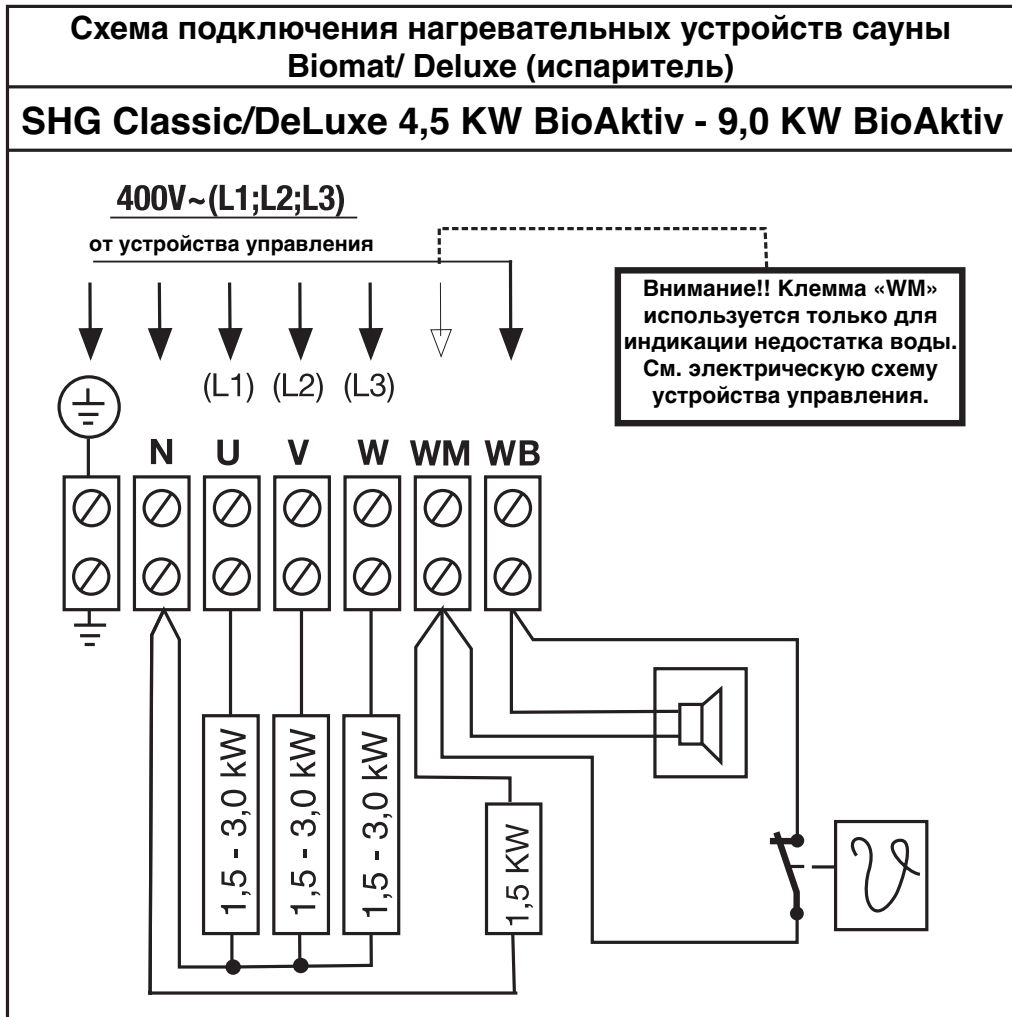 Схема подключения нагревательных устройств сауны
Biomat/ Deluxe (испаритель)
SHG Classic/DeLuxe 4,5 KW BioAktiv - 9,0 KW BioAktiv
400V~(L1;L2;L3)
от устройства управления
Внимание!! Клемма «WM»
используется только для
индикации недостатка воды.
См. электрическую схему
устройства управления.
(L1) (L2) (L3)
N U V W WM WB
1,5 - 3,0 kW
1,5 - 3,0 kW
1,5 - 3,0 kW
1,5 KW
ϑ